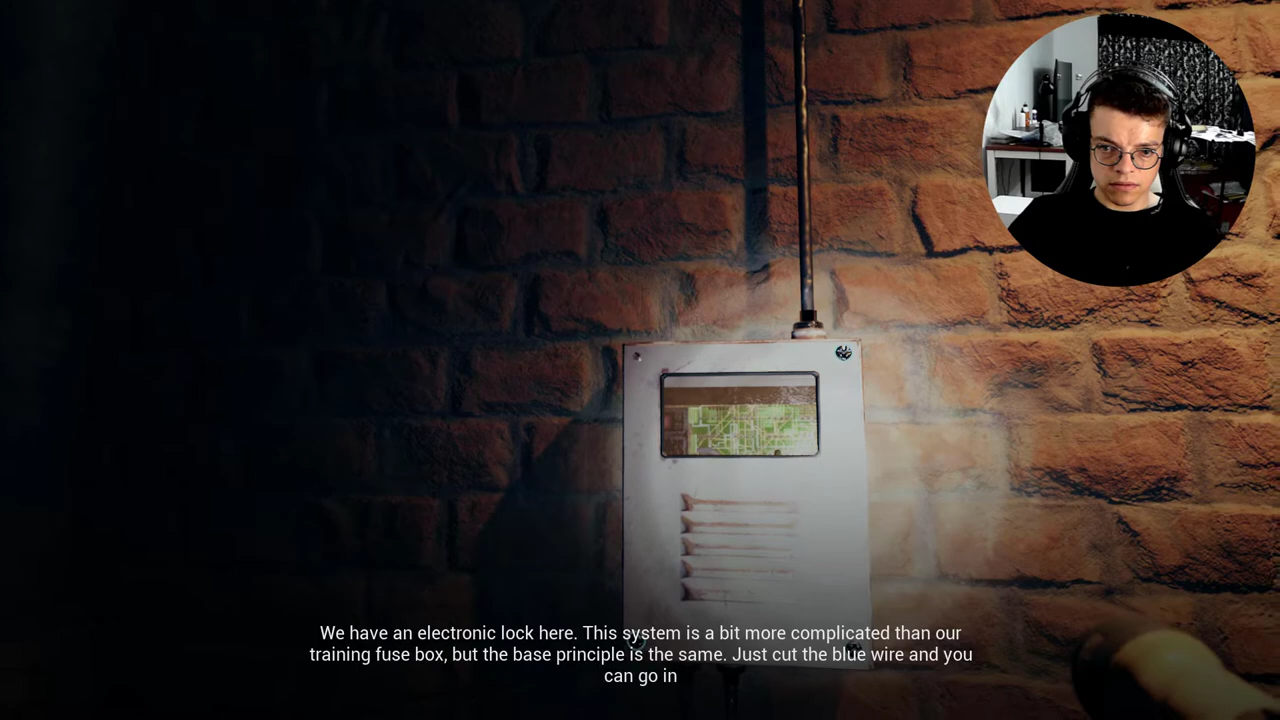 We have an electronic lock here. This system is a bit more complicated than our
training fuse box, but the base principle is the same. Just cut the blue wire and you
can go in